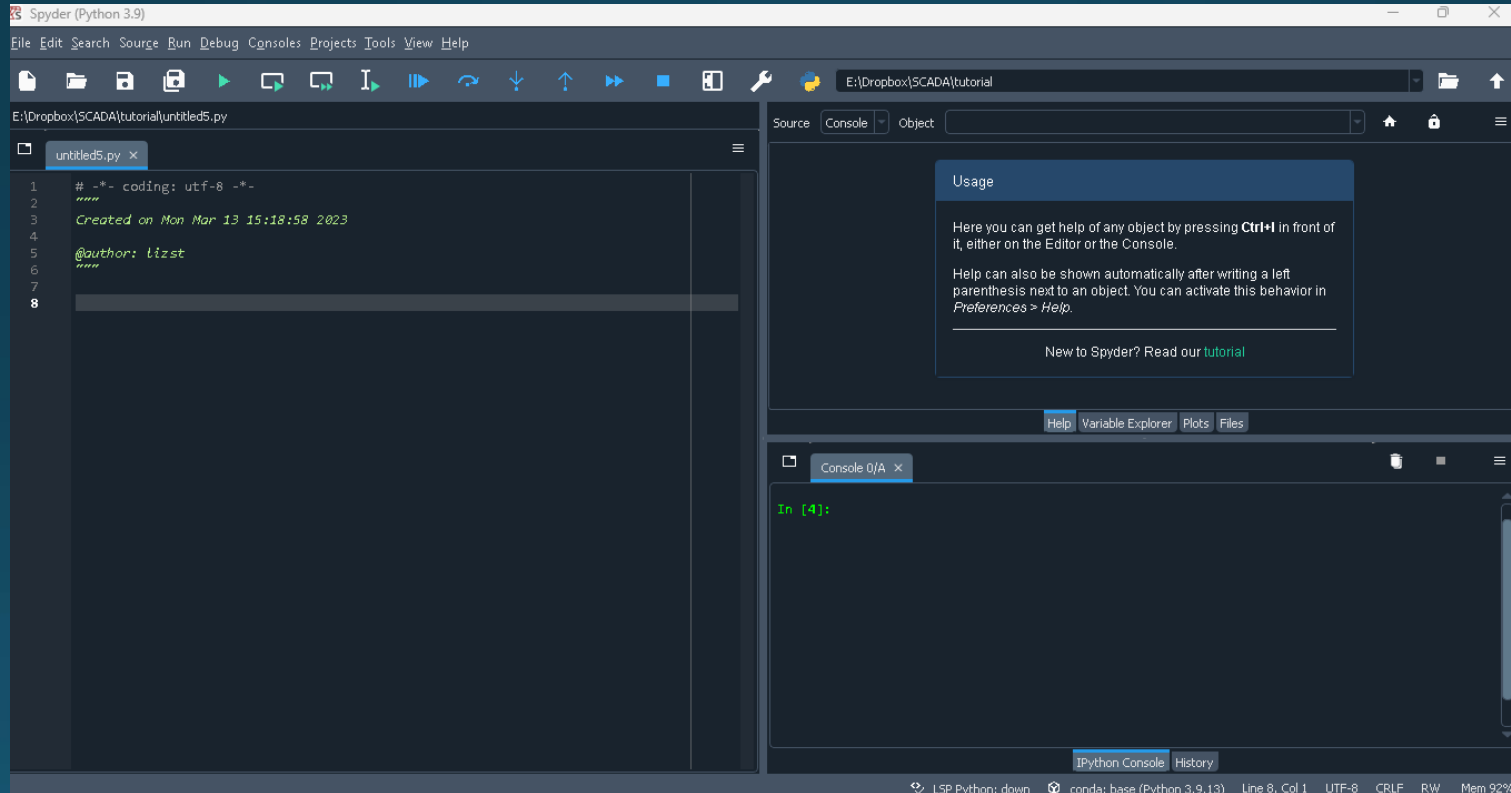 Spyder (Python 3.9)
File Edit Search Source Run Debug Consoles Projects Tools View Help
E:\Dropbox\SCADA\tutorial
E:\Dropbox\SCADA\tutorial\untitled5.py
untitled5.py
1 # -*- coding: utf-8 -*-
2 """
3 Created on Mon Mar 13 15:18:58 2023
4
5 @author: lizst
6 """
7
8
Source Console Object
Usage
Here you can get help of any object by pressing Ctrl+I in front of
it, either on the Editor or the Console.
Help can also be shown automatically after writing a left
parenthesis next to an object. You can activate this behavior in
Preferences > Help.
New to Spyder? Read our tutorial
Help Variable Explorer Plots Files
Console 0/A
In [4]:
IPython Console History
LSP Python: down conda: base (Python 3.9.13) Line 8, Col 1 UTF-8 CRLF RW Mem 92%